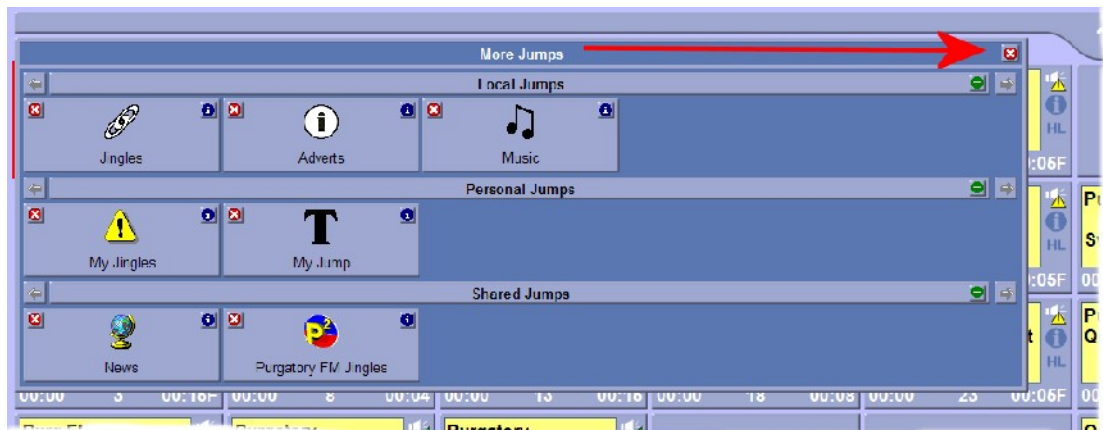 More Jumps
Local Jumps
Jingles Adverts Music
Personal Jumps
My Jingles My Jump
Shared Jumps
News Purgatory FM Jingles
HL
HL
HL
00:00 3 00:16F 00:00 8 00:04 00:00 13 00:16 00:00 18 00:08 00:00 23 00:06F
Purgatory